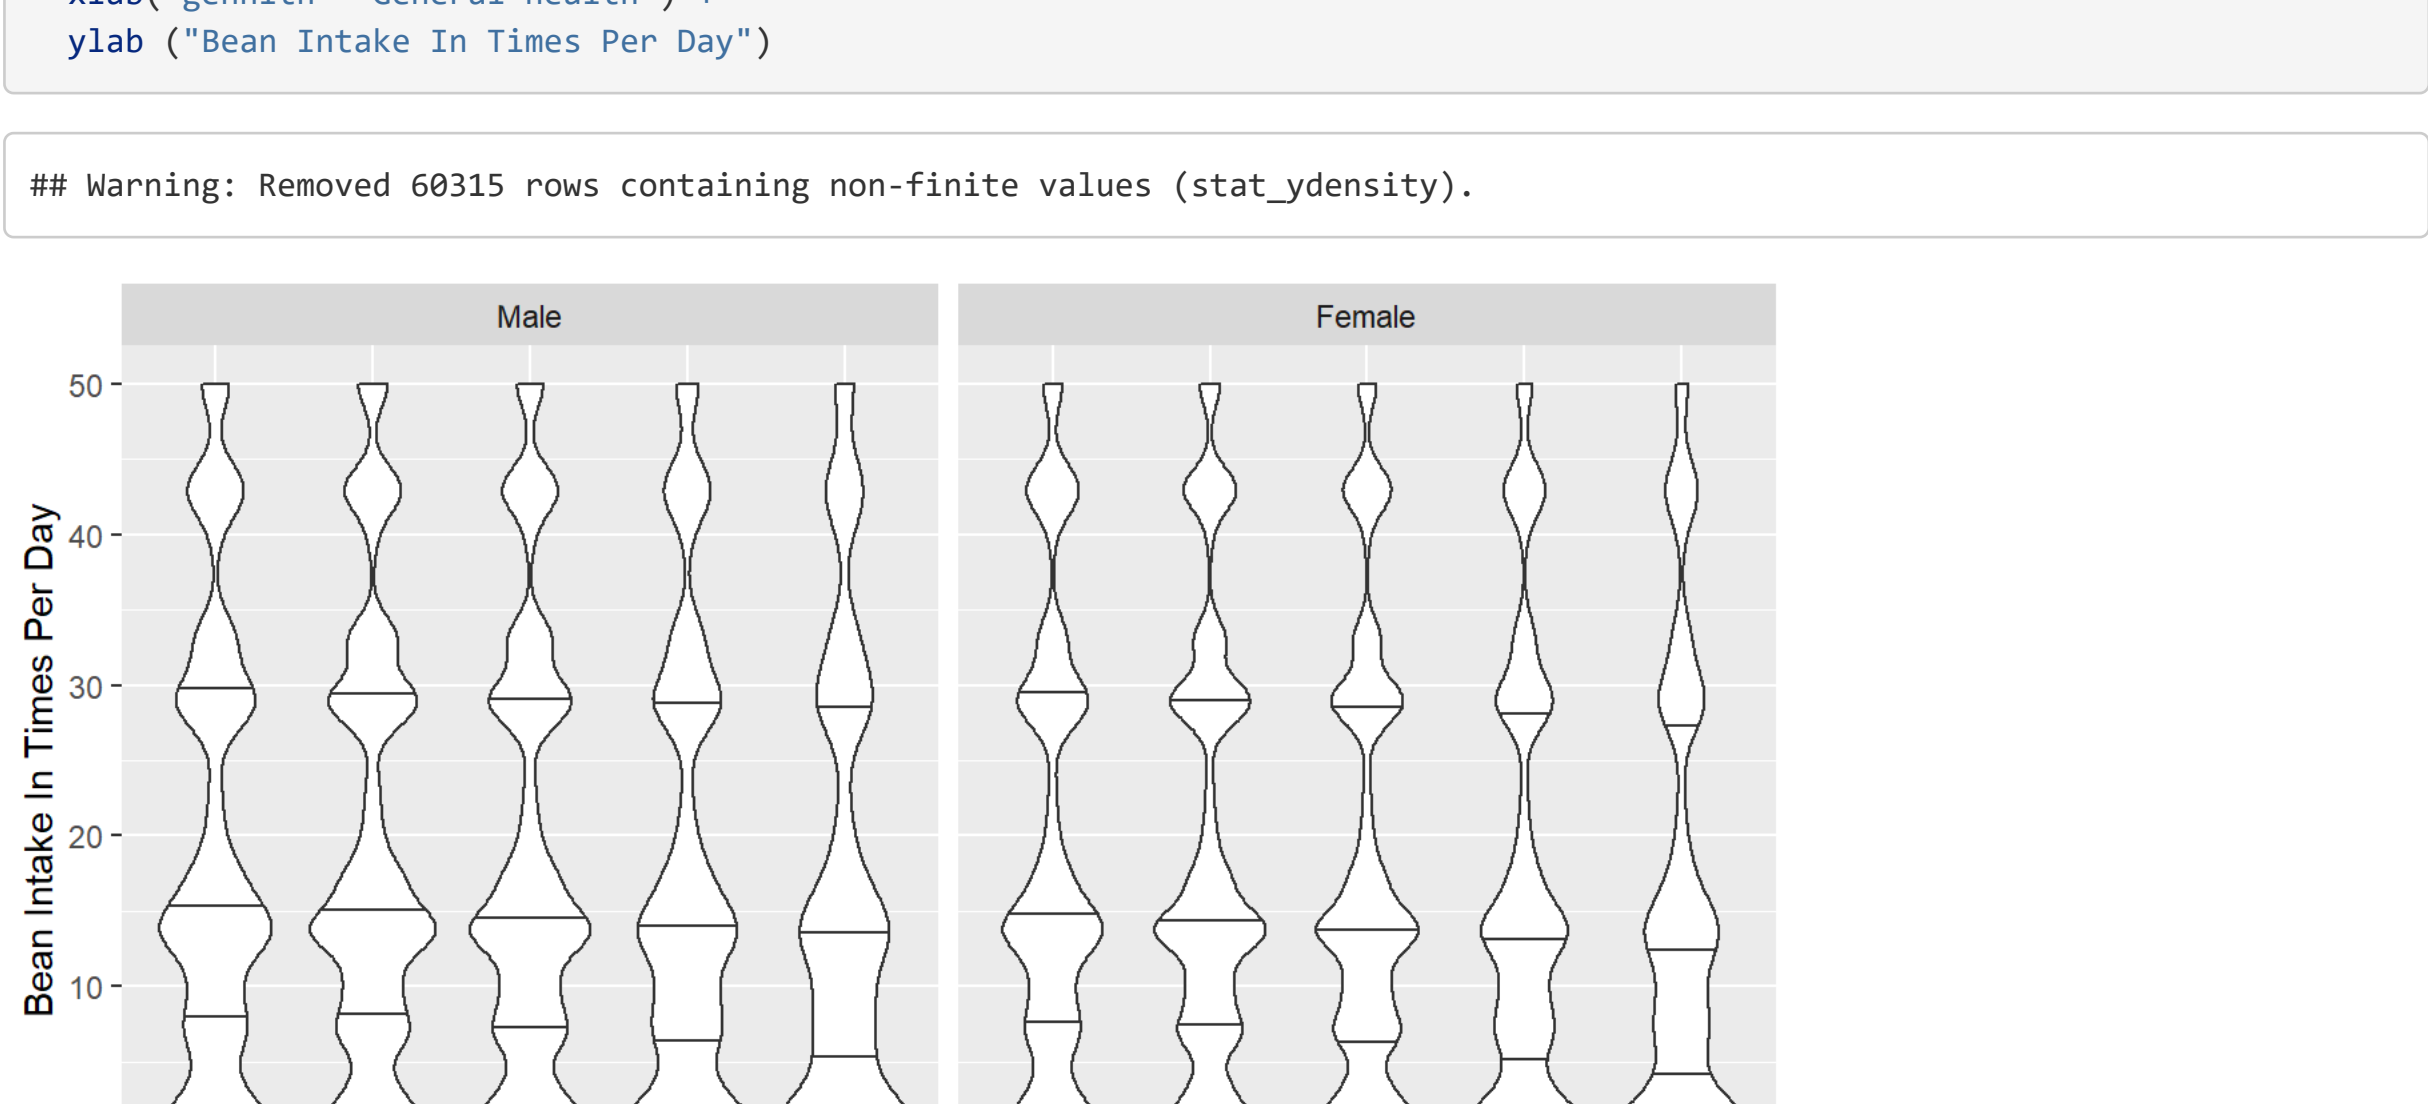 ylab ("Bean Intake In Times Per Day")
## Warning: Removed 60315 rows containing non-finite values (stat_ydensity).
Male Female
50
40
30
20
10
Bean Intake In Times Per Day